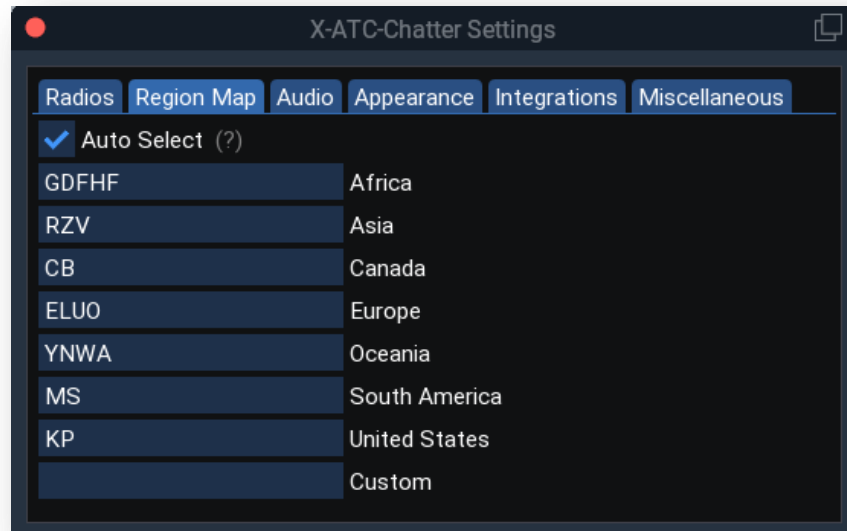 X-ATC-Chatter Settings
Radios Region Map Audio Appearance Integrations Miscellaneous
Auto Select (?)
GDFHF Africa
RZV Asia
CB Canada
ELUO Europe
YNWA Oceania
MS South America
KP United States
Custom